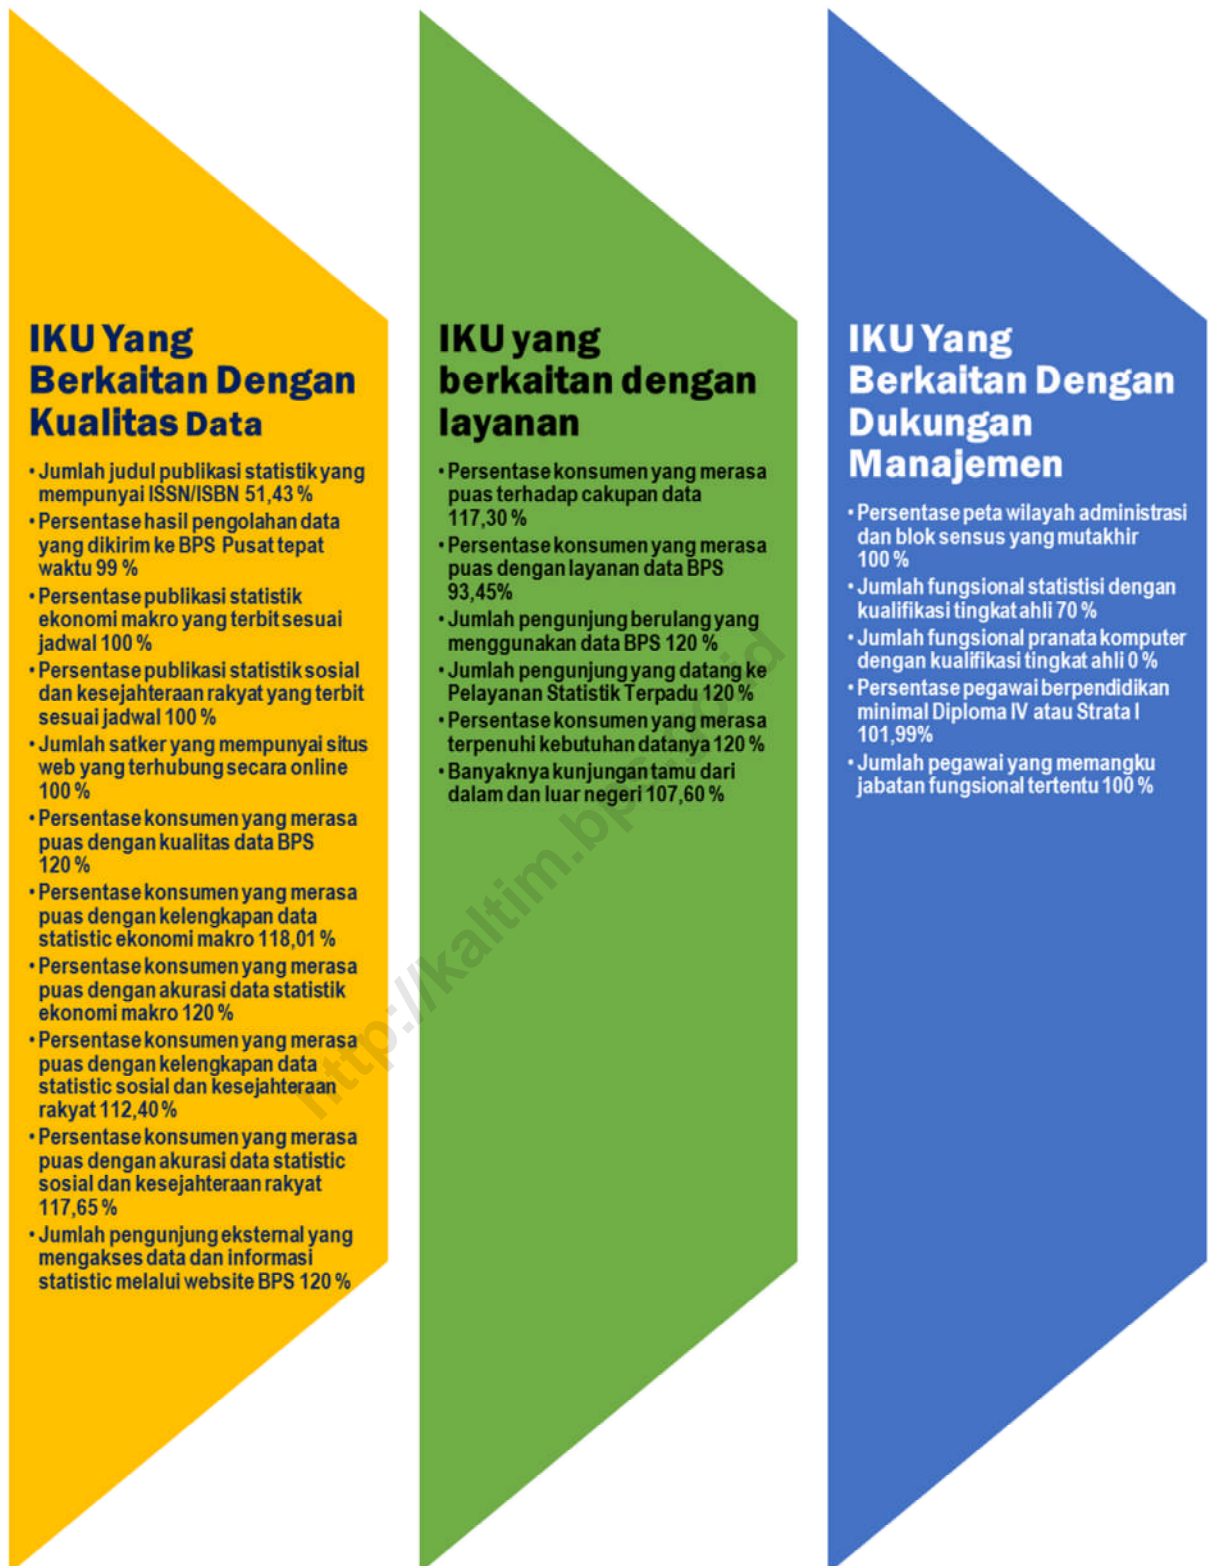 IKU Yang
Berkaitan Dengan
Kualitas Data
• Jumlah judul publikasi statistik yang
mempunyai ISSN/ISBN 51,43 %
• Persentase hasil pengolahan data
yang dikirim ke BPS Pusat tepat
waktu 99 %
• Persentase publikasi statistik
ekonomi makro yang terbit sesuai
jadwal 100 %
• Persentase publikasi statistik sosial
dan kesejahteraan rakyat yang terbit
sesuai jadwal 100 %
• Jumlah satker yang mempunyai situs
web yang terhubung secara online
100 %
• Persentase konsumen yang merasa
puas dengan kualitas data BPS
120 %
• Persentase konsumen yang merasa
puas dengan kelengkapan data
statistic ekonomi makro 118,01 %
• Persentase konsumen yang merasa
puas dengan akurasi data statistik
ekonomi makro 120 %
• Persentase konsumen yang merasa
puas dengan kelengkapan data
statistic sosial dan kesejahteraan
rakyat 112,40 %
• Persentase konsumen yang merasa
puas dengan akurasi data statistic
sosial dan kesejahteraan rakyat
117,65 %
• Jumlah pengunjung eksternal yang
mengakses data dan informasi
statistic melalui website BPS 120 %
IKU yang
berkaitan dengan
layanan
• Persentase konsumen yang merasa
puas terhadap cakupan data
117,30 %
• Persentase konsumen yang merasa
puas dengan layanan data BPS
93,45%
• Jumlah pengunjung berulang yang
menggunakan data BPS 120 %
• Jumlah pengunjung yang datang ke
Pelayanan Statistik Terpadu 120 %
• Persentase konsumen yang merasa
terpenuhi kebutuhan datanya 120 %
• Banyaknya kunjungan tamu dari
dalam dan luar negeri 107,60 %
IKU Yang
Berkaitan Dengan
Dukungan
Manajemen
• Persentase peta wilayah administrasi
dan blok sensus yang mutakhir
100 %
• Jumlah fungsional statistisi dengan
kualifikasi tingkat ahli 70 %
• Jumlah fungsional pranata komputer
dengan kualifikasi tingkat ahli 0 %
• Persentase pegawai berpendidikan
minimal Diploma IV atau Strata I
101,99%
• Jumlah pegawai yang memangku
jabatan fungsional tertentu 100 %
http://kaltim.bps.go.id